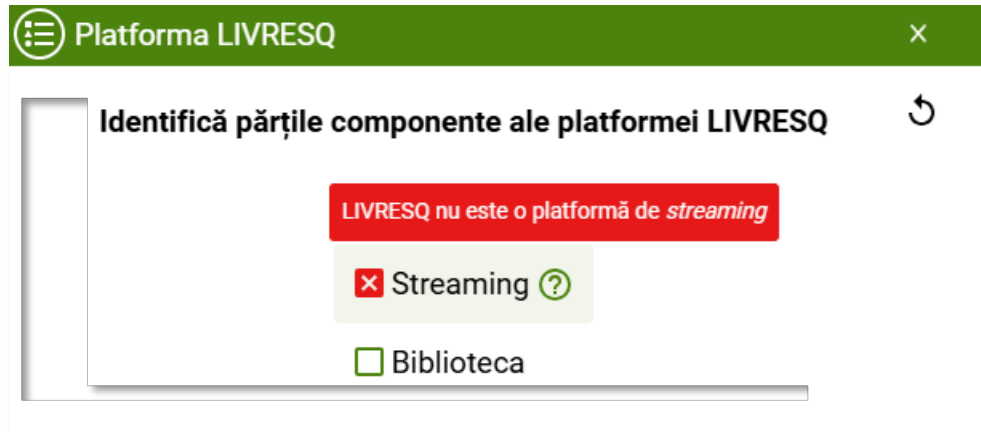 Platforma LIVRESQ
Identifică părțile componente ale platformei LIVRESQ
LIVRESQ nu este o platformă de streaming
Streaming
Biblioteca